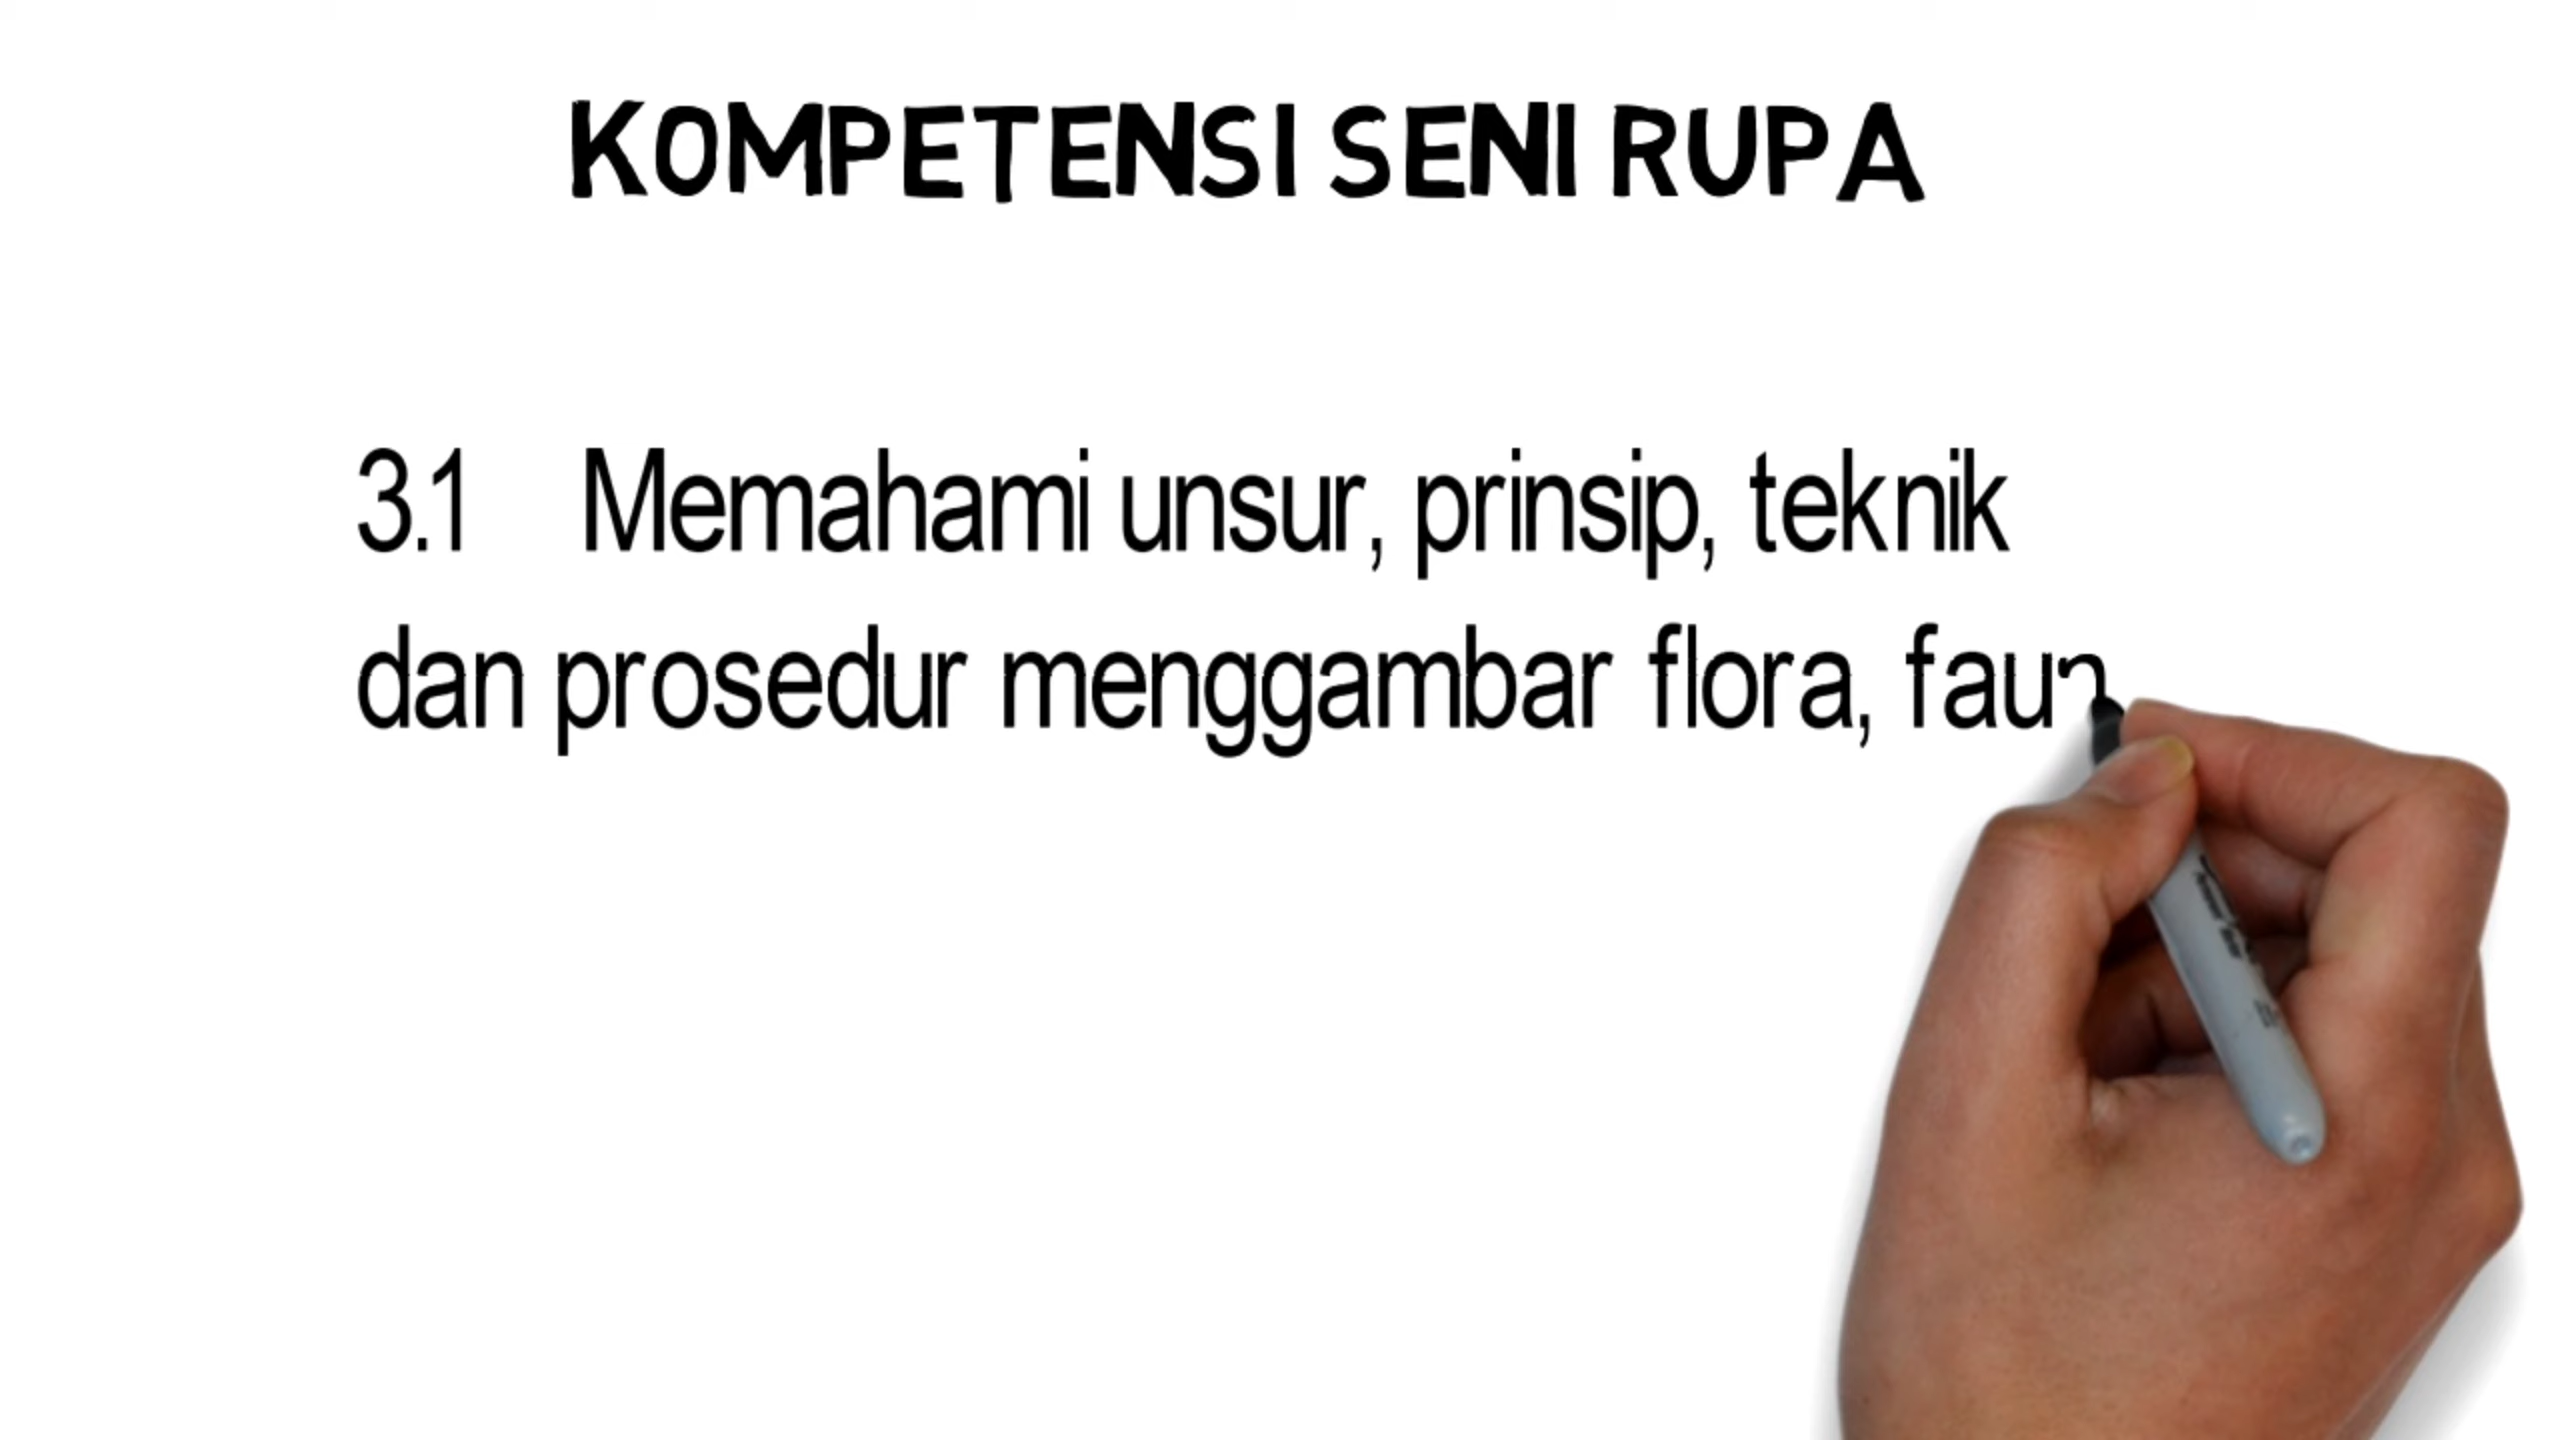 KOMPETENSI SENI RUPA
3.1 Memahami unsur, prinsip, teknik
dan prosedur menggambar flora, faun